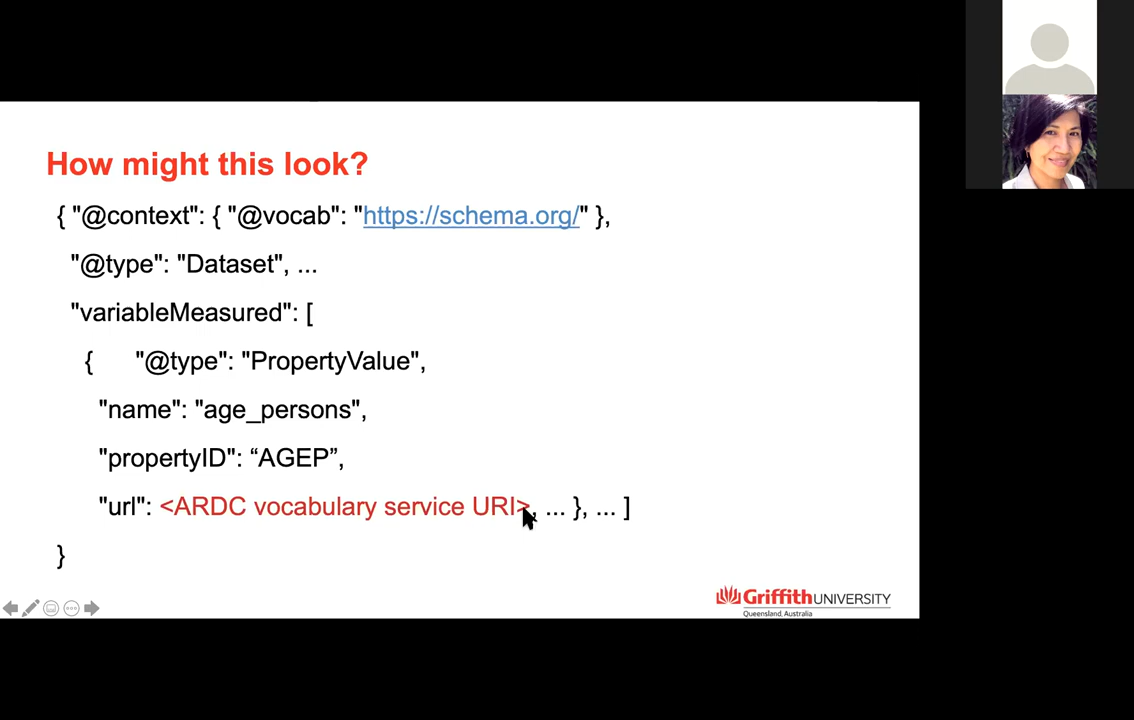 How might this look?
{ "@context": { "@vocab": "https://schema.org/" },
"@type": "Dataset", ...
"variableMeasured": [
{ "@type": "PropertyValue",
"name": "age_persons",
"propertyID": “AGEP”,
"url": <ARDC vocabulary service URI>, ... }, ... ]
}
Griffith UNIVERSITY
Queensland, Australia